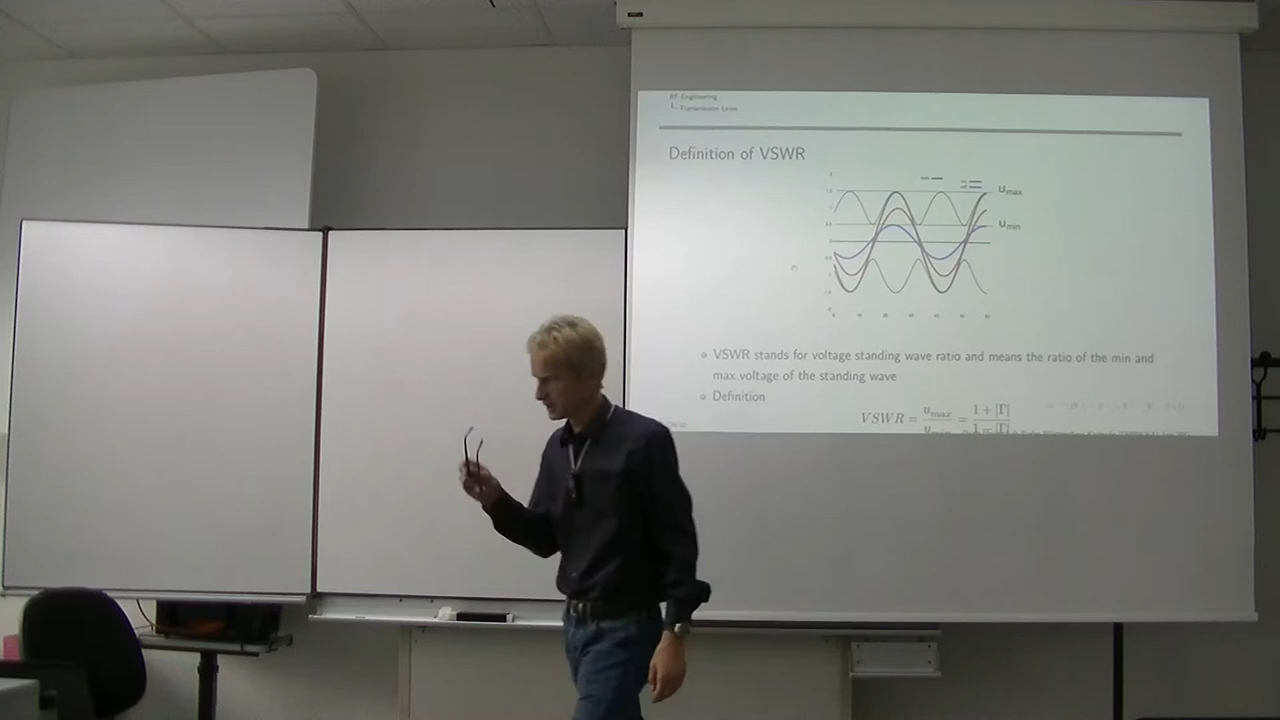 RF-Engineering
1. Transmission Lines
Definition of VSWR
u_max
u_min
VSWR stands for voltage standing wave ratio and means the ratio of the min and
max voltage of the standing wave
Definition
VSWR = u_max / u_min = 1+|Γ| / 1−|Γ|